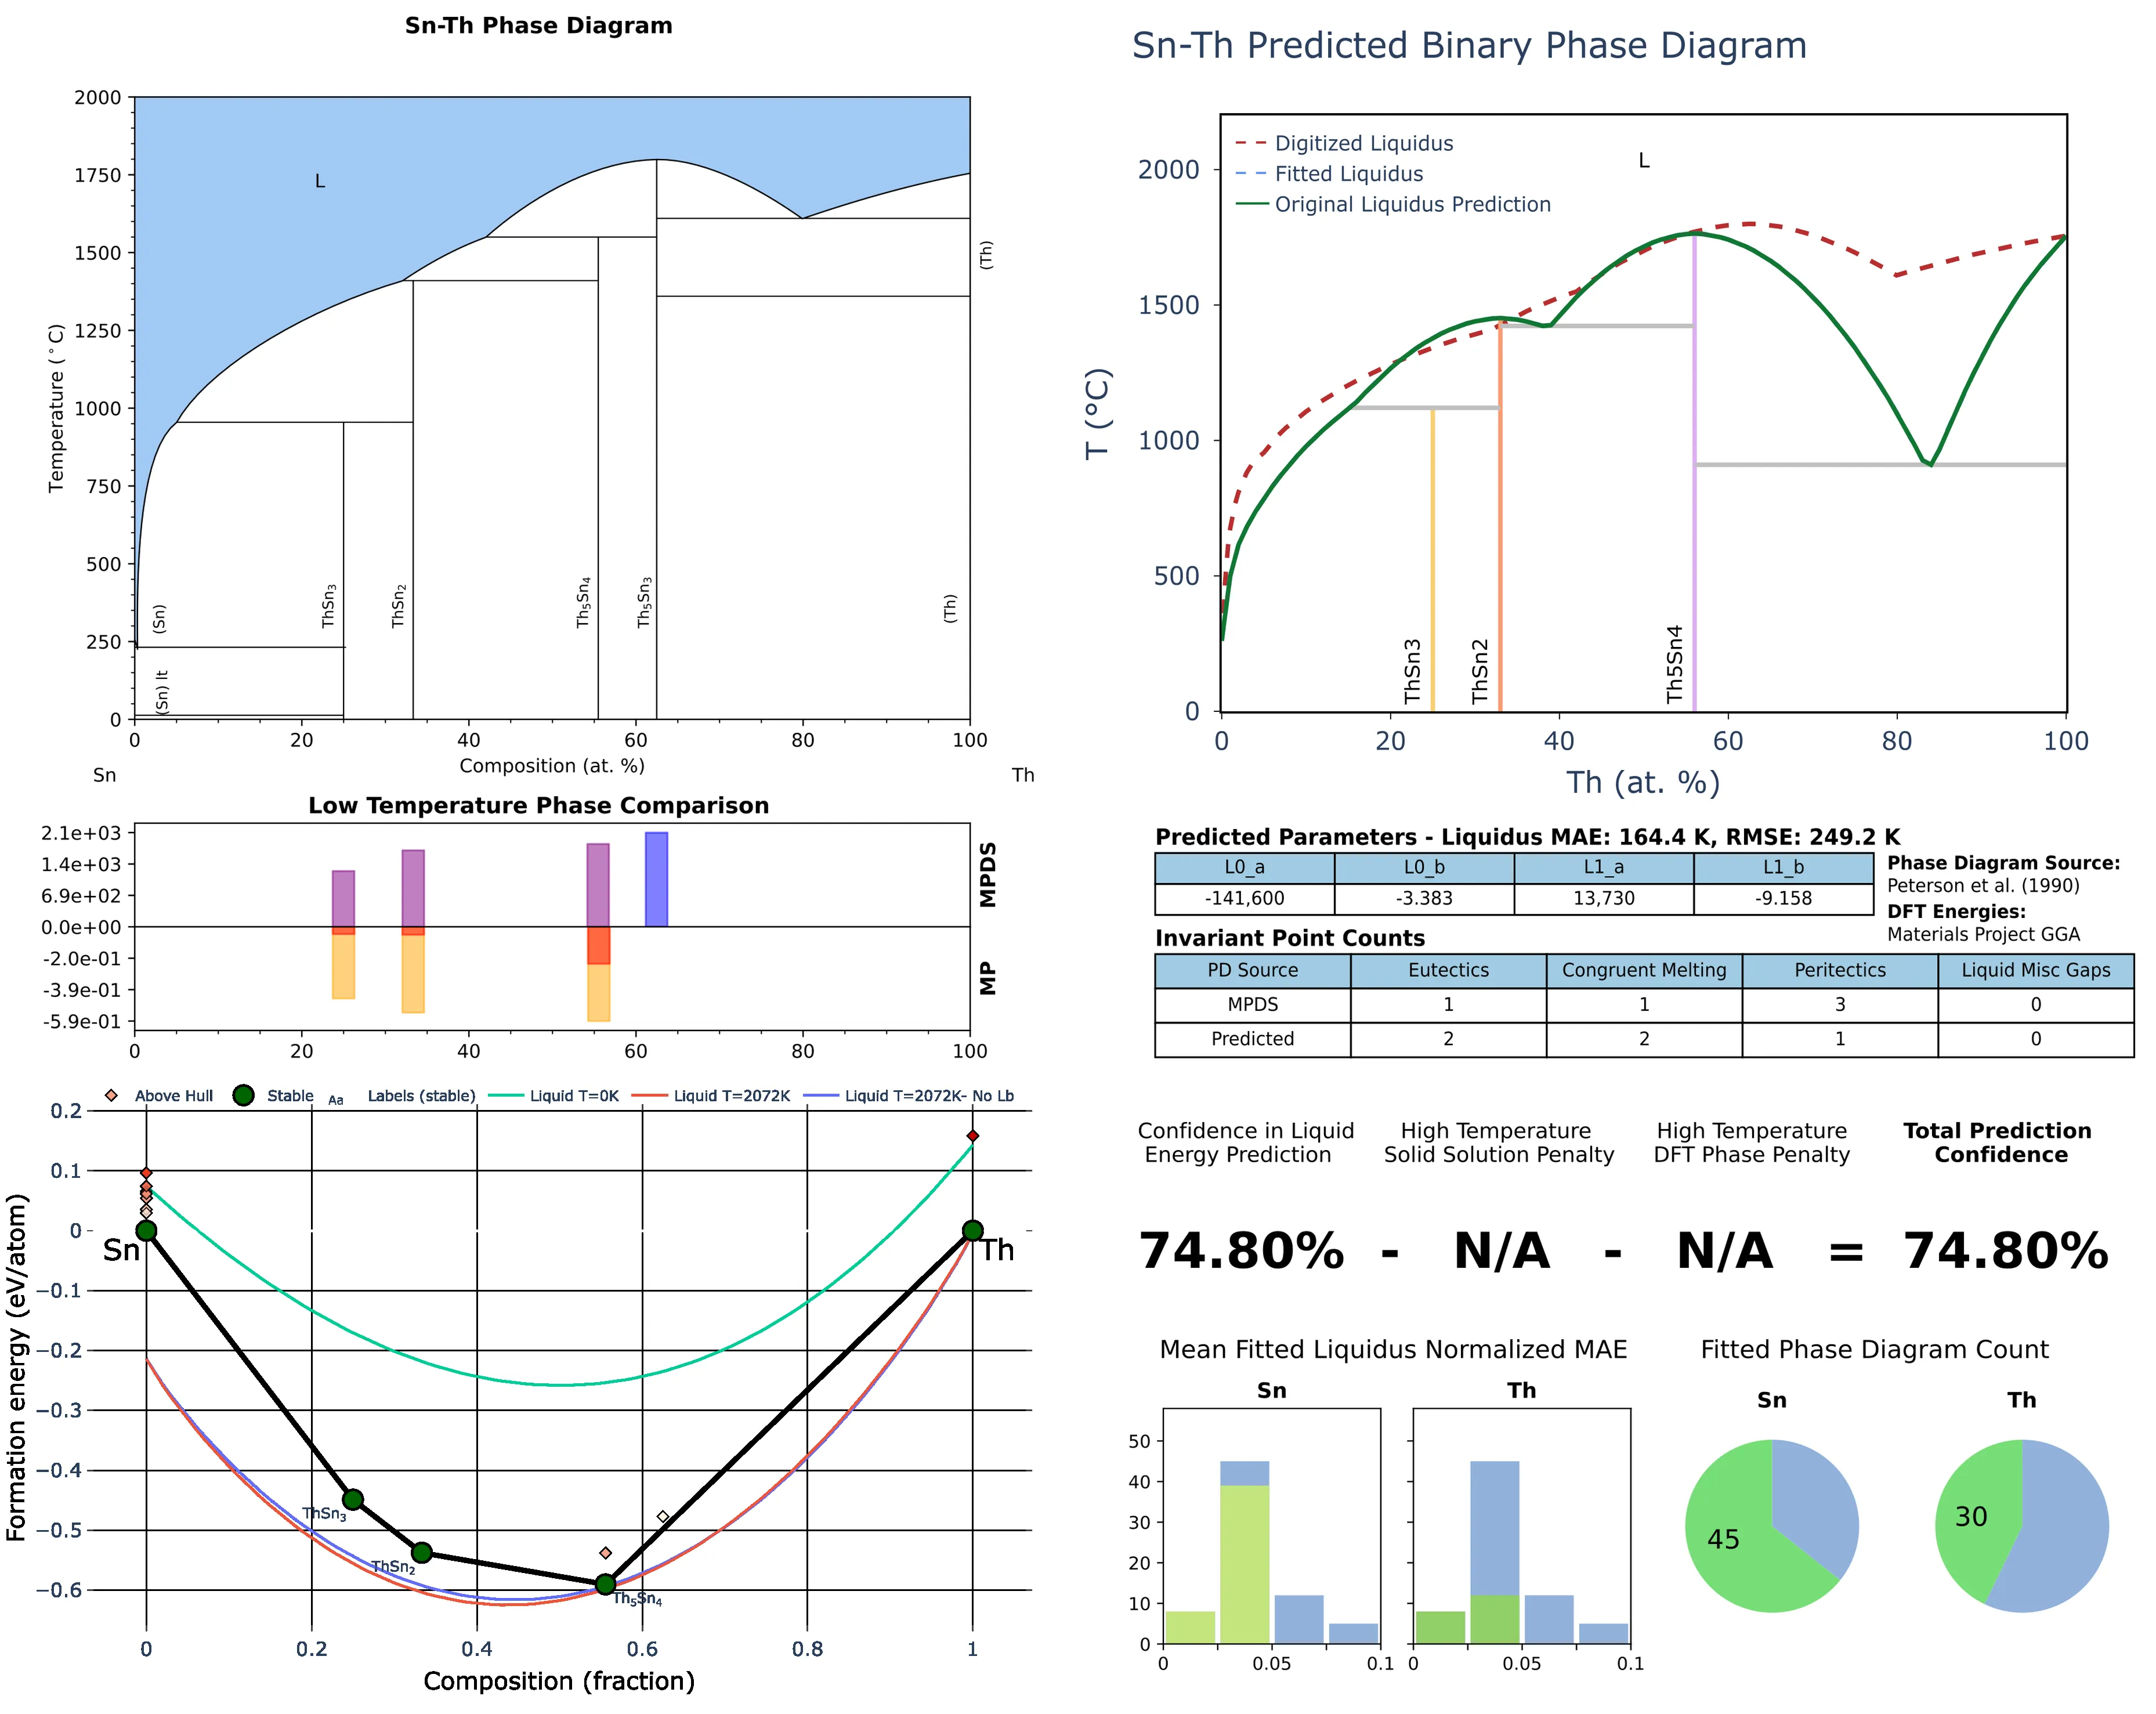 Sn-Th Phase Diagram
2000
1750
1500
1250
1000
750
500
250
0
Temperature (°C)
L
(Sn)
(Sn) lt
ThSn3
ThSn2
Th5Sn4
Th5Sn3
(Th)
(Th)
0 20 40 60 80 100
Composition (at. %)
Sn Th
Low Temperature Phase Comparison
2.1e+03
1.4e+03
6.9e+02
0.0e+00
-2.0e-01
-3.9e-01
-5.9e-01
MPDS
MP
0 20 40 60 80 100
Above Hull Stable Aa Labels (stable) Liquid T=0K Liquid T=2072K Liquid T=2072K- No Lb
0.2
0.1
0
−0.1
−0.2
−0.3
−0.4
−0.5
−0.6
Formation energy (eV/atom)
Sn
Th
ThSn3
ThSn2
Th5Sn4
0 0.2 0.4 0.6 0.8 1
Composition (fraction)
Sn-Th Predicted Binary Phase Diagram
Digitized Liquidus
Fitted Liquidus
Original Liquidus Prediction
L
2000
1500
1000
500
0
T (°C)
ThSn3
ThSn2
Th5Sn4
0 20 40 60 80 100
Th (at. %)
Predicted Parameters - Liquidus MAE: 164.4 K, RMSE: 249.2 K
L0_a L0_b L1_a L1_b
-141,600 -3.383 13,730 -9.158
Phase Diagram Source:
Peterson et al. (1990)
DFT Energies:
Materials Project GGA
Invariant Point Counts
PD Source Eutectics Congruent Melting Peritectics Liquid Misc Gaps
MPDS 1 1 3 0
Predicted 2 2 1 0
Confidence in Liquid
Energy Prediction
High Temperature
Solid Solution Penalty
High Temperature
DFT Phase Penalty
Total Prediction
Confidence
74.80% - N/A - N/A = 74.80%
Mean Fitted Liquidus Normalized MAE
Sn Th
50
40
30
20
10
0
0 0.05 0.1
0 0.05 0.1
Fitted Phase Diagram Count
Sn Th
45
30